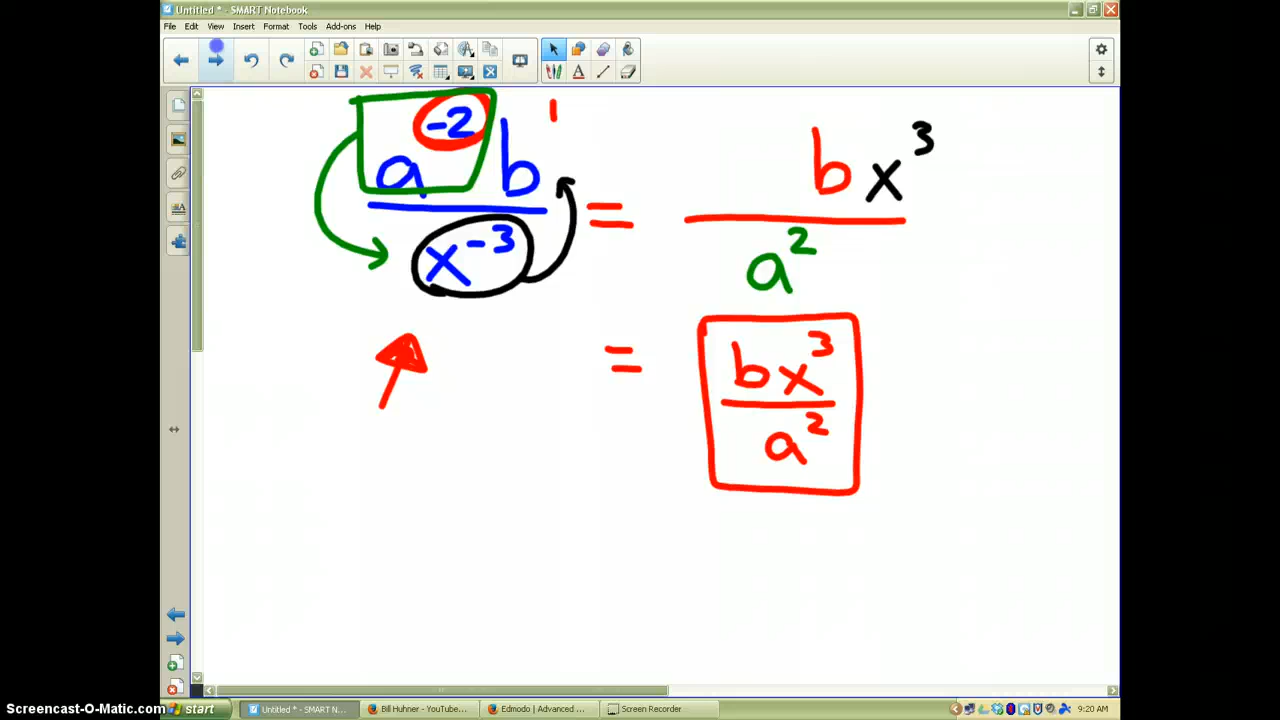 Untitled * - SMART Notebook
File Edit View Insert Format Tools Add-ons Help
a^-2 b^1 / x^-3 = b x^3 / a^2
= b x^3 / a^2
Screencast-O-Matic.com start Untitled * - SMART N... Bill Huhner - YouTube... Edmodo | Advanced ... Screen Recorder 9:20 AM